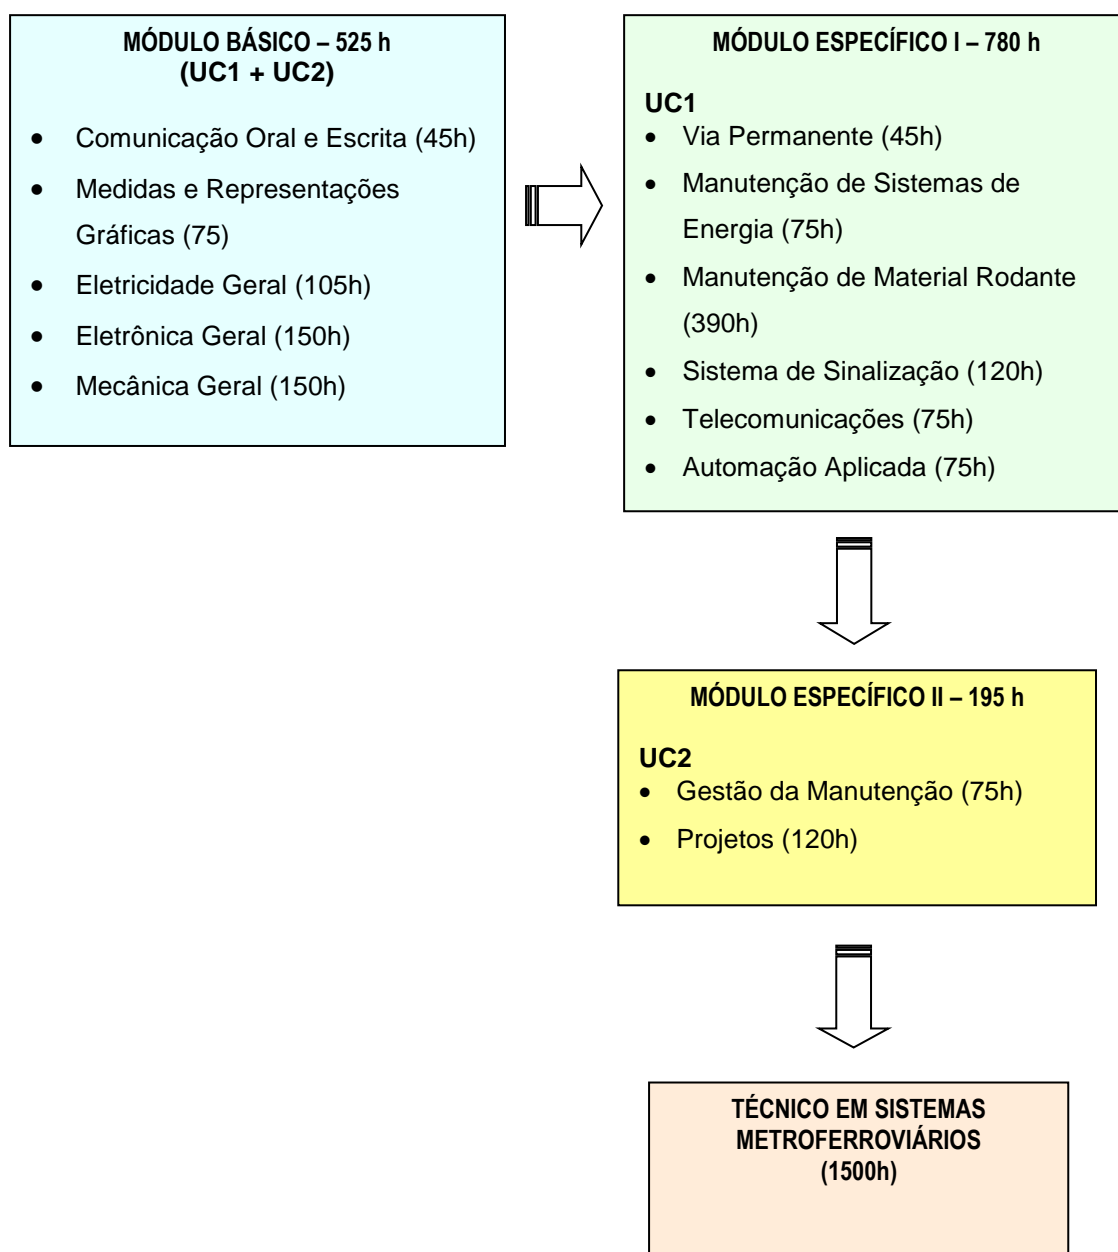 MÓDULO BÁSICO – 525 h
(UC1 + UC2)
• Comunicação Oral e Escrita (45h)
• Medidas e Representações
Gráficas (75)
• Eletricidade Geral (105h)
• Eletrônica Geral (150h)
• Mecânica Geral (150h)
MÓDULO ESPECÍFICO I – 780 h
UC1
• Via Permanente (45h)
• Manutenção de Sistemas de
Energia (75h)
• Manutenção de Material Rodante
(390h)
• Sistema de Sinalização (120h)
• Telecomunicações (75h)
• Automação Aplicada (75h)
MÓDULO ESPECÍFICO II – 195 h
UC2
• Gestão da Manutenção (75h)
• Projetos (120h)
TÉCNICO EM SISTEMAS
METROFERROVIÁRIOS
(1500h)